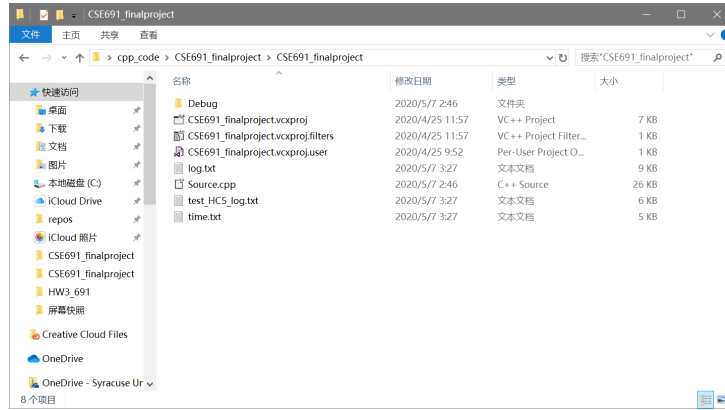 CSE691_finalproject
文件 主页 共享 查看
cpp_code > CSE691_finalproject > CSE691_finalproject 搜索"CSE691_finalproject"
名称 修改日期 类型 大小
快速访问
桌面
下载
文档
图片
本地磁盘 (C:)
iCloud Drive
repos
iCloud 照片
CSE691_finalproject
CSE691_finalproject
HW3_691
屏幕快照
Creative Cloud Files
OneDrive
OneDrive - Syracuse Ur
Debug 2020/5/7 2:46 文件夹
CSE691_finalproject.vcxproj 2020/4/25 11:57 VC++ Project 7 KB
CSE691_finalproject.vcxproj.filters 2020/4/25 11:57 VC++ Project Filter... 1 KB
CSE691_finalproject.vcxproj.user 2020/4/25 9:52 Per-User Project O... 1 KB
log.txt 2020/5/7 3:27 文本文档 9 KB
Source.cpp 2020/5/7 2:46 C++ Source 26 KB
test_HC5_log.txt 2020/5/7 3:27 文本文档 6 KB
time.txt 2020/5/7 3:27 文本文档 5 KB
8 个项目